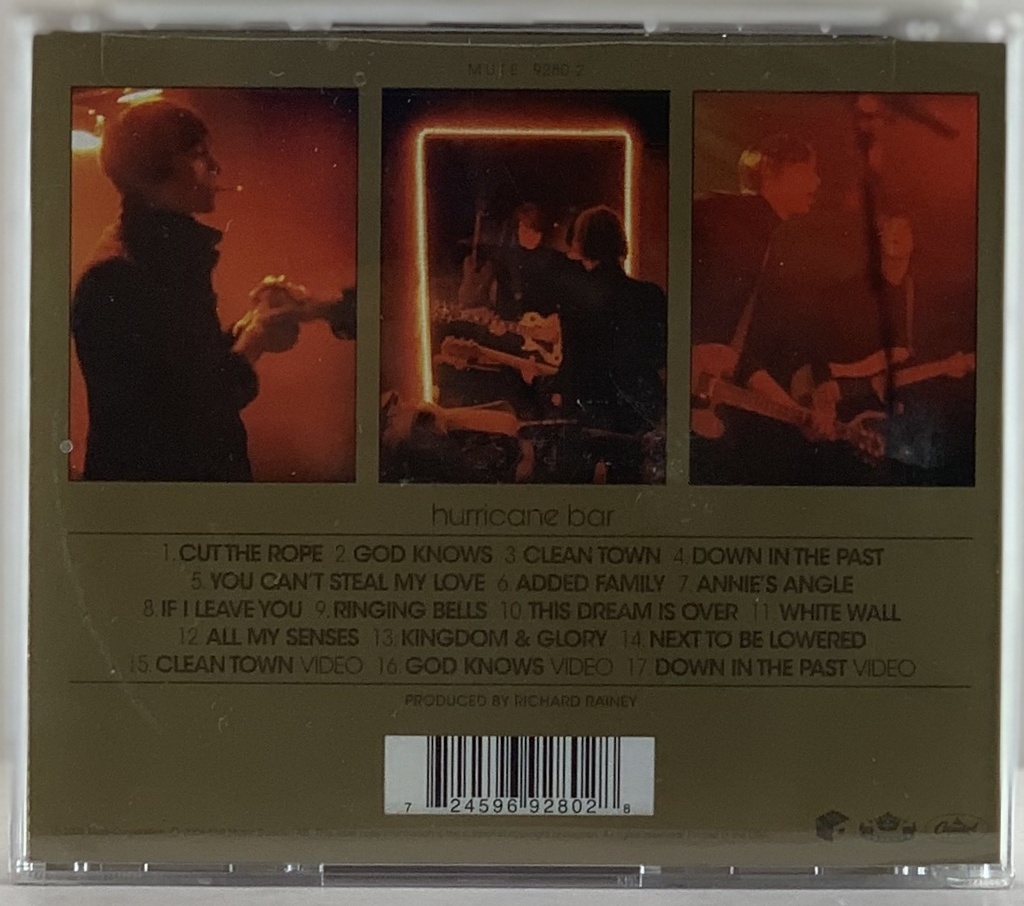 MUTE 9280-2
hurricane bar
1. CUT THE ROPE 2. GOD KNOWS 3. CLEAN TOWN 4. DOWN IN THE PAST
5. YOU CAN'T STEAL MY LOVE 6. ADDED FAMILY 7. ANNIE'S ANGLE
8. IF I LEAVE YOU 9. RINGING BELLS 10. THIS DREAM IS OVER 11. WHITE WALL
12. ALL MY SENSES 13. KINGDOM & GLORY 14. NEXT TO BE LOWERED
15. CLEAN TOWN VIDEO 16. GOD KNOWS VIDEO 17. DOWN IN THE PAST VIDEO
PRODUCED BY RICHARD RAINEY
7 24596 92802 8
Capitol